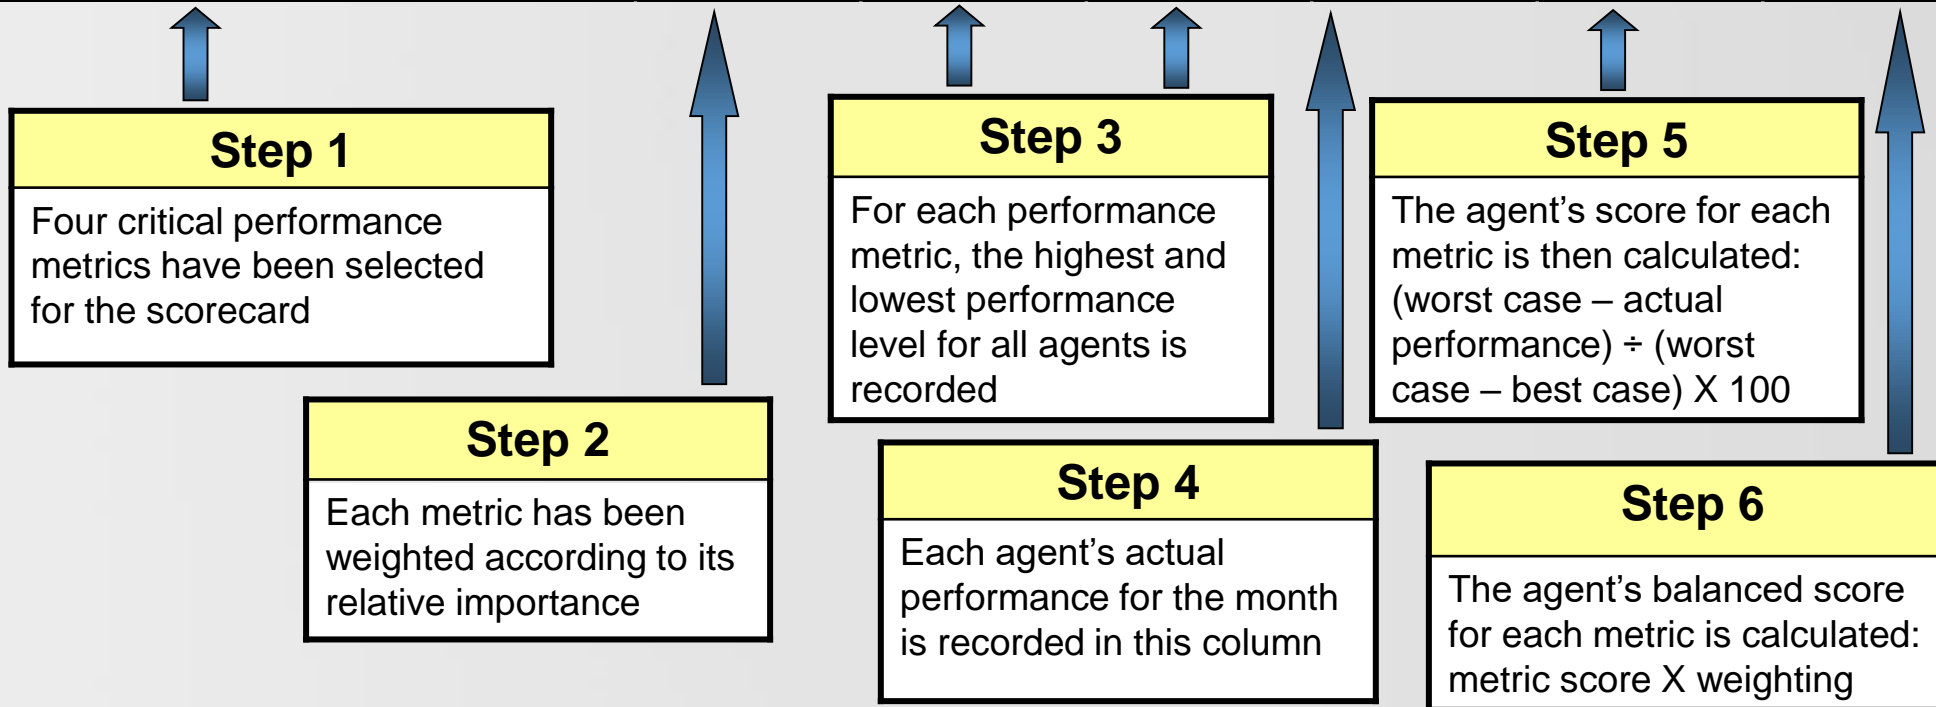 Step 1
Four critical performance
metrics have been selected
for the scorecard
Step 2
Each metric has been
weighted according to its
relative importance
Step 3
For each performance
metric, the highest and
lowest performance
level for all agents is
recorded
Step 4
Each agent’s actual
performance for the month
is recorded in this column
Step 5
The agent’s score for each
metric is then calculated:
(worst case – actual
performance) ÷ (worst
case – best case) X 100
Step 6
The agent’s balanced score
for each metric is calculated:
metric score X weighting